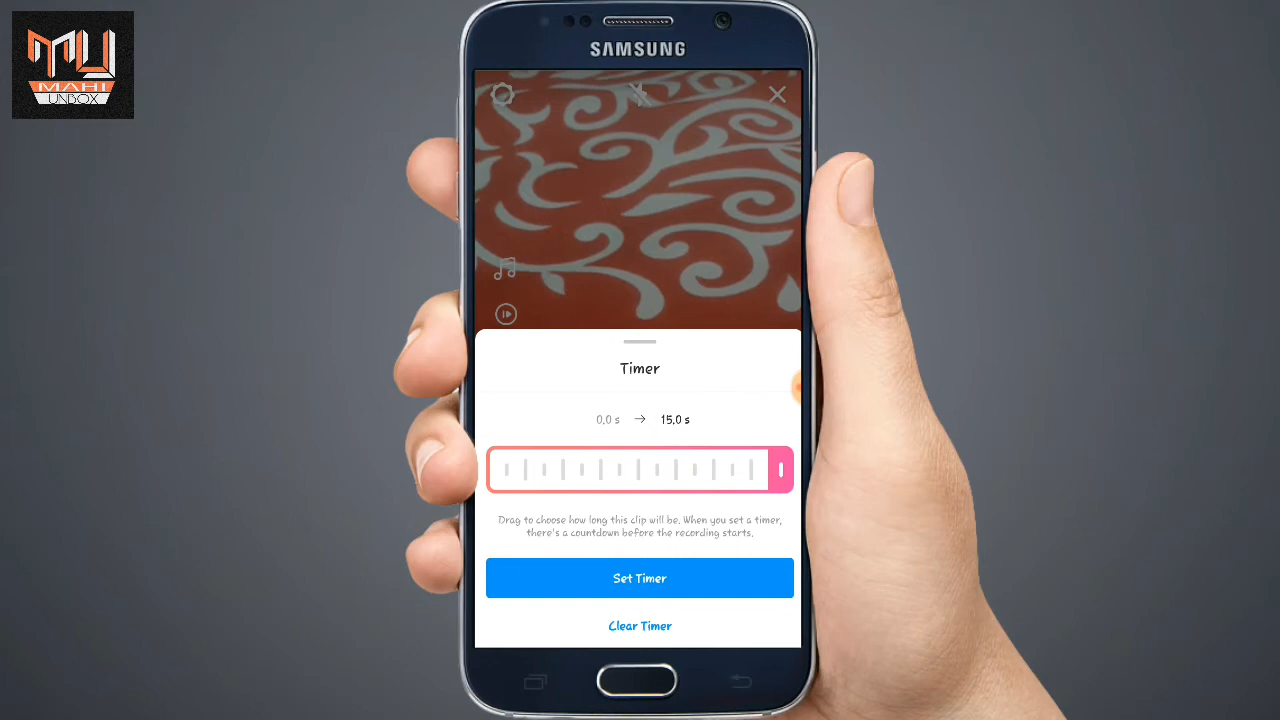 MU
MAHI
UNBOX
SAMSUNG
Timer
0.0 s → 15.0 s
Drag to choose how long this clip will be. When you set a timer,
there's a countdown before the recording starts.
Set Timer
Clear Timer